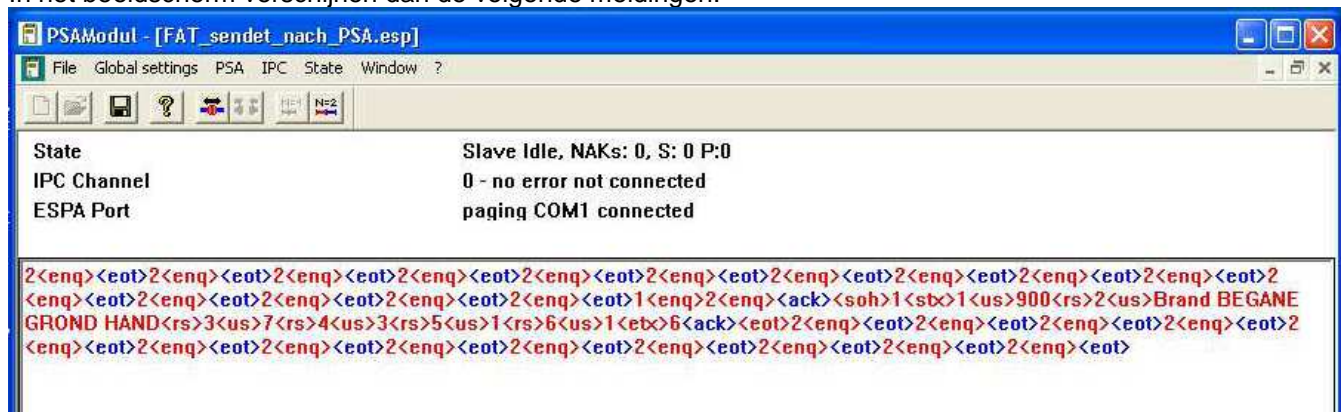 In het beeldscherm verschijnen dan de volgende meldingen:
PSAModul - [FAT_sendet_nach_PSA.esp]
File Global settings PSA IPC State Window ?
N=1 N=2
State Slave Idle, NAKs: 0, S: 0 P:0
IPC Channel 0 - no error not connected
ESPA Port paging COM1 connected
2<enq><eot>2<enq><eot>2<enq><eot>2<enq><eot>2<enq><eot>2<enq><eot>2<enq><eot>2<enq><eot>2<enq><eot>2<enq><eot>2
<enq><eot>2<enq><eot>2<enq><eot>2<enq><eot>2<enq><eot>1<enq>2<enq><ack><soh>1<stx>1<us>900<rs>2<us>Brand BEGANE
GROND HAND<rs>3<us>7<rs>4<us>3<rs>5<us>1<rs>6<us>1<etx>6<ack><eot>2<enq><eot>2<enq><eot>2<enq><eot>2<enq><eot>2
<enq><eot>2<enq><eot>2<enq><eot>2<enq><eot>2<enq><eot>2<enq><eot>2<enq><eot>2<enq><eot>2<enq><eot>